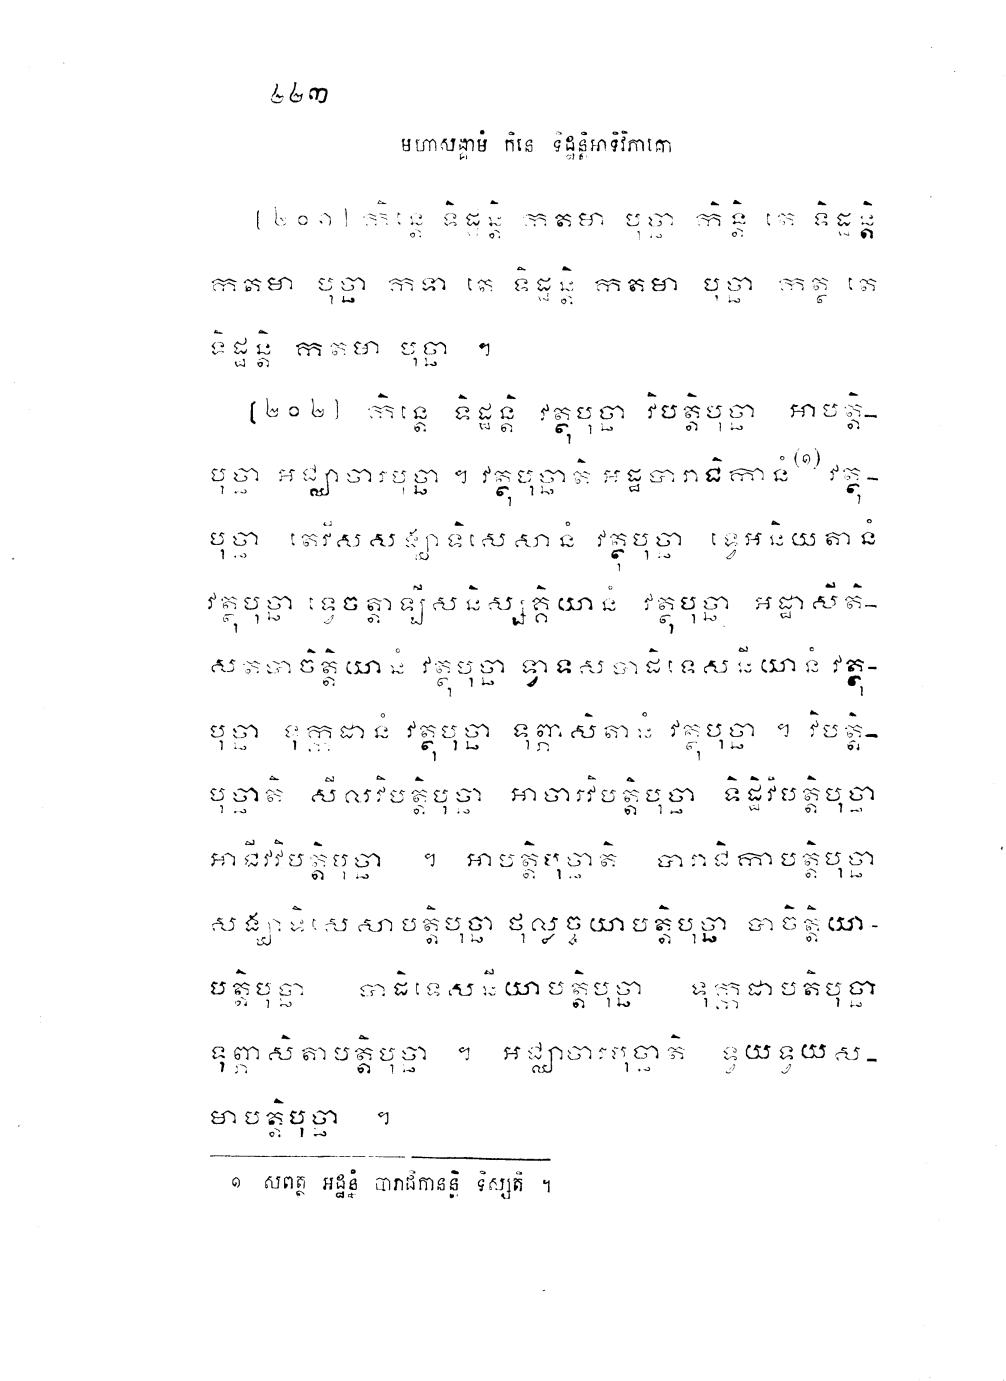 ៤៤៣
មហាសង្គាមំ កិន្តេ ទិដ្ឋន្តិអាទិវិភាគោ
[២០១] កិន្តេ ទិដ្ឋន្តិ កតមា បុច្ឆា កិន្តិ តេ ទិដ្ឋន្តិ
កតមា បុច្ឆា កទា តេ ទិដ្ឋន្តិ កតមា បុច្ឆា កត្ថ តេ
ទិដ្ឋន្តិ កតមា បុច្ឆា ។
[២០២] កិន្តេ ទិដ្ឋន្តិ វត្ថុបុច្ឆា វិបត្តិបុច្ឆា អាបត្តិ-
បុច្ឆា អជ្ឈាចារបុច្ឆា ។ វត្ថុបុច្ឆាតិ អដ្ឋបារាជិកានំ(១) វត្ថុ-
បុច្ឆា តេវីសសង្ឃាទិសេសានំ វត្ថុបុច្ឆា ទ្វេអនិយតានំ
វត្ថុបុច្ឆា ទ្វេចត្តាឡីសនិស្សគ្គិយានំ វត្ថុបុច្ឆា អដ្ឋាសីតិ-
សតបាចិត្តិយានំ វត្ថុបុច្ឆា ទ្វាទសបាដិទេសនីយានំ វត្ថុ-
បុច្ឆា ទុក្កដានំ វត្ថុបុច្ឆា ទុព្ភាសិតានំ វត្ថុបុច្ឆា ។ វិបត្តិ-
បុច្ឆាតិ សីលវិបត្តិបុច្ឆា អាចារវិបត្តិបុច្ឆា ទិដ្ឋិវិបត្តិបុច្ឆា
អាជីវវិបត្តិបុច្ឆា ។ អាបត្តិបុច្ឆាតិ បារាជិកាបត្តិបុច្ឆា
សង្ឃាទិសេសាបត្តិបុច្ឆា ថុល្លច្ចយាបត្តិបុច្ឆា បាចិត្តិយា-
បត្តិបុច្ឆា បាដិទេសនីយាបត្តិបុច្ឆា ទុក្កដាបតិបុច្ឆា
ទុព្ភាសិតាបត្តិបុច្ឆា ។ អជ្ឈាចារបុច្ឆាតិ ទ្វយទ្វយស-
មាបត្តិបុច្ឆា ។
១ សពត្ថ អដ្ឋន្នំ បារាជិកានន្តិ ទិស្សតិ ។